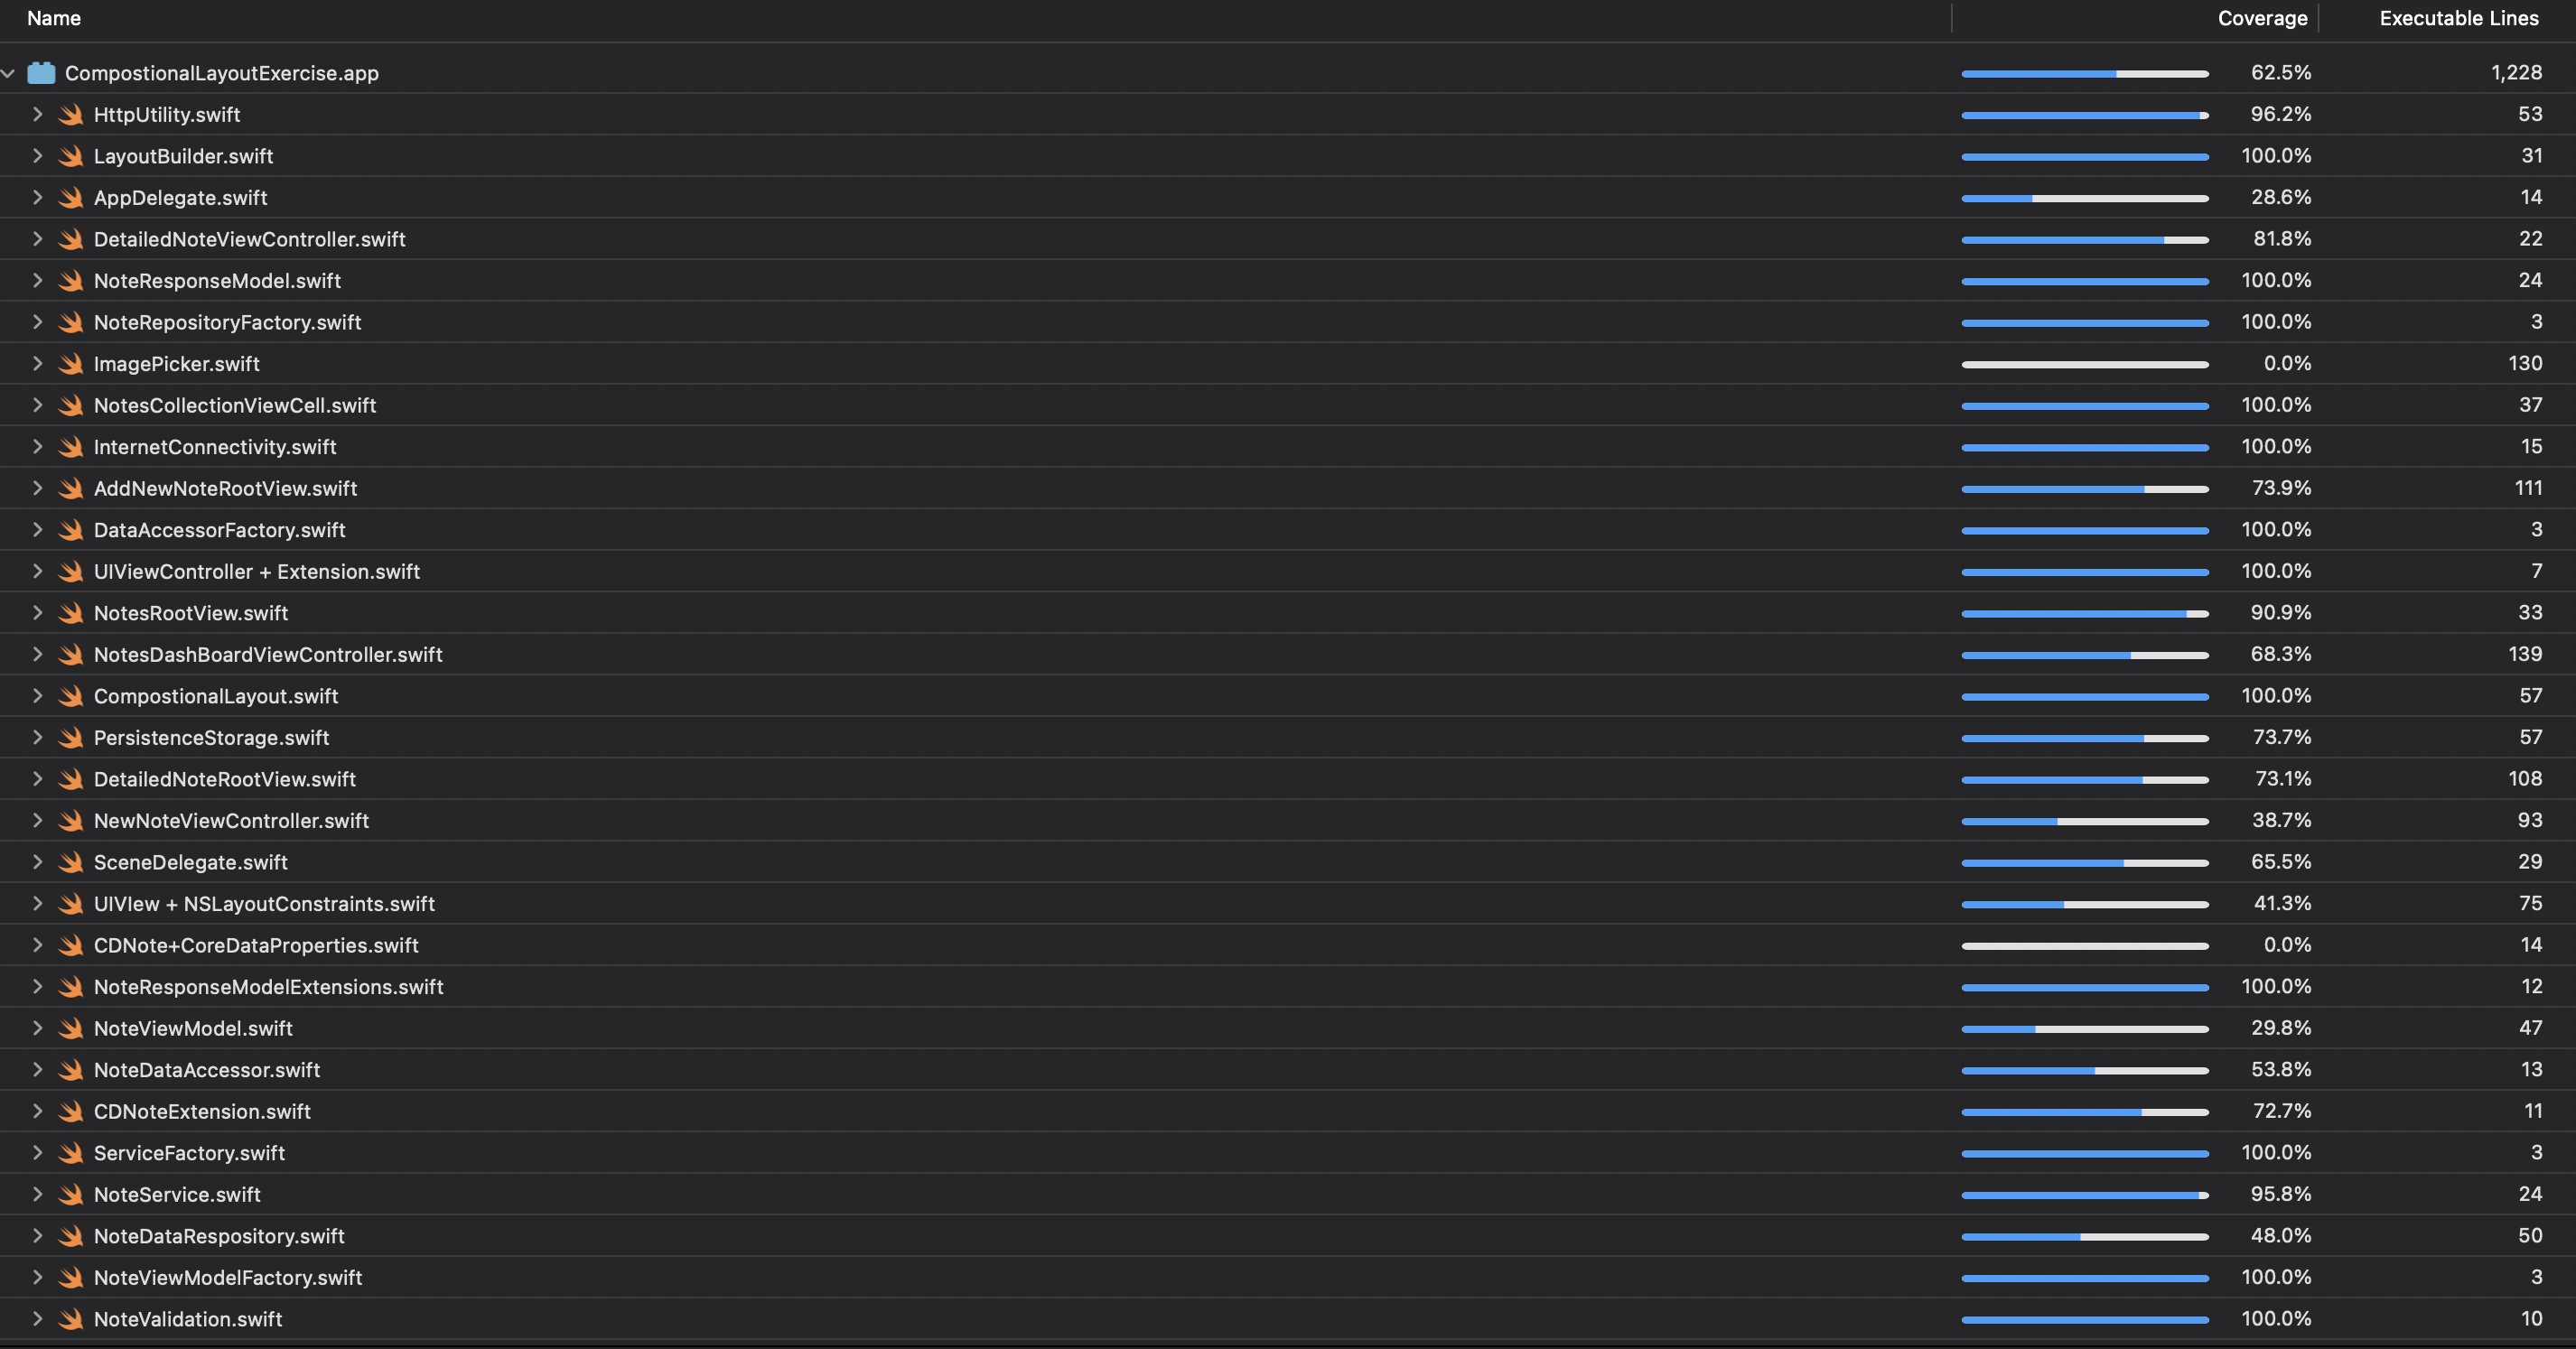 Name Coverage Executable Lines
CompostionalLayoutExercise.app 62.5% 1,228
HttpUtility.swift 96.2% 53
LayoutBuilder.swift 100.0% 31
AppDelegate.swift 28.6% 14
DetailedNoteViewController.swift 81.8% 22
NoteResponseModel.swift 100.0% 24
NoteRepositoryFactory.swift 100.0% 3
ImagePicker.swift 0.0% 130
NotesCollectionViewCell.swift 100.0% 37
InternetConnectivity.swift 100.0% 15
AddNewNoteRootView.swift 73.9% 111
DataAccessorFactory.swift 100.0% 3
UIViewController + Extension.swift 100.0% 7
NotesRootView.swift 90.9% 33
NotesDashBoardViewController.swift 68.3% 139
CompostionalLayout.swift 100.0% 57
PersistenceStorage.swift 73.7% 57
DetailedNoteRootView.swift 73.1% 108
NewNoteViewController.swift 38.7% 93
SceneDelegate.swift 65.5% 29
UIVIew + NSLayoutConstraints.swift 41.3% 75
CDNote+CoreDataProperties.swift 0.0% 14
NoteResponseModelExtensions.swift 100.0% 12
NoteViewModel.swift 29.8% 47
NoteDataAccessor.swift 53.8% 13
CDNoteExtension.swift 72.7% 11
ServiceFactory.swift 100.0% 3
NoteService.swift 95.8% 24
NoteDataRespository.swift 48.0% 50
NoteViewModelFactory.swift 100.0% 3
NoteValidation.swift 100.0% 10